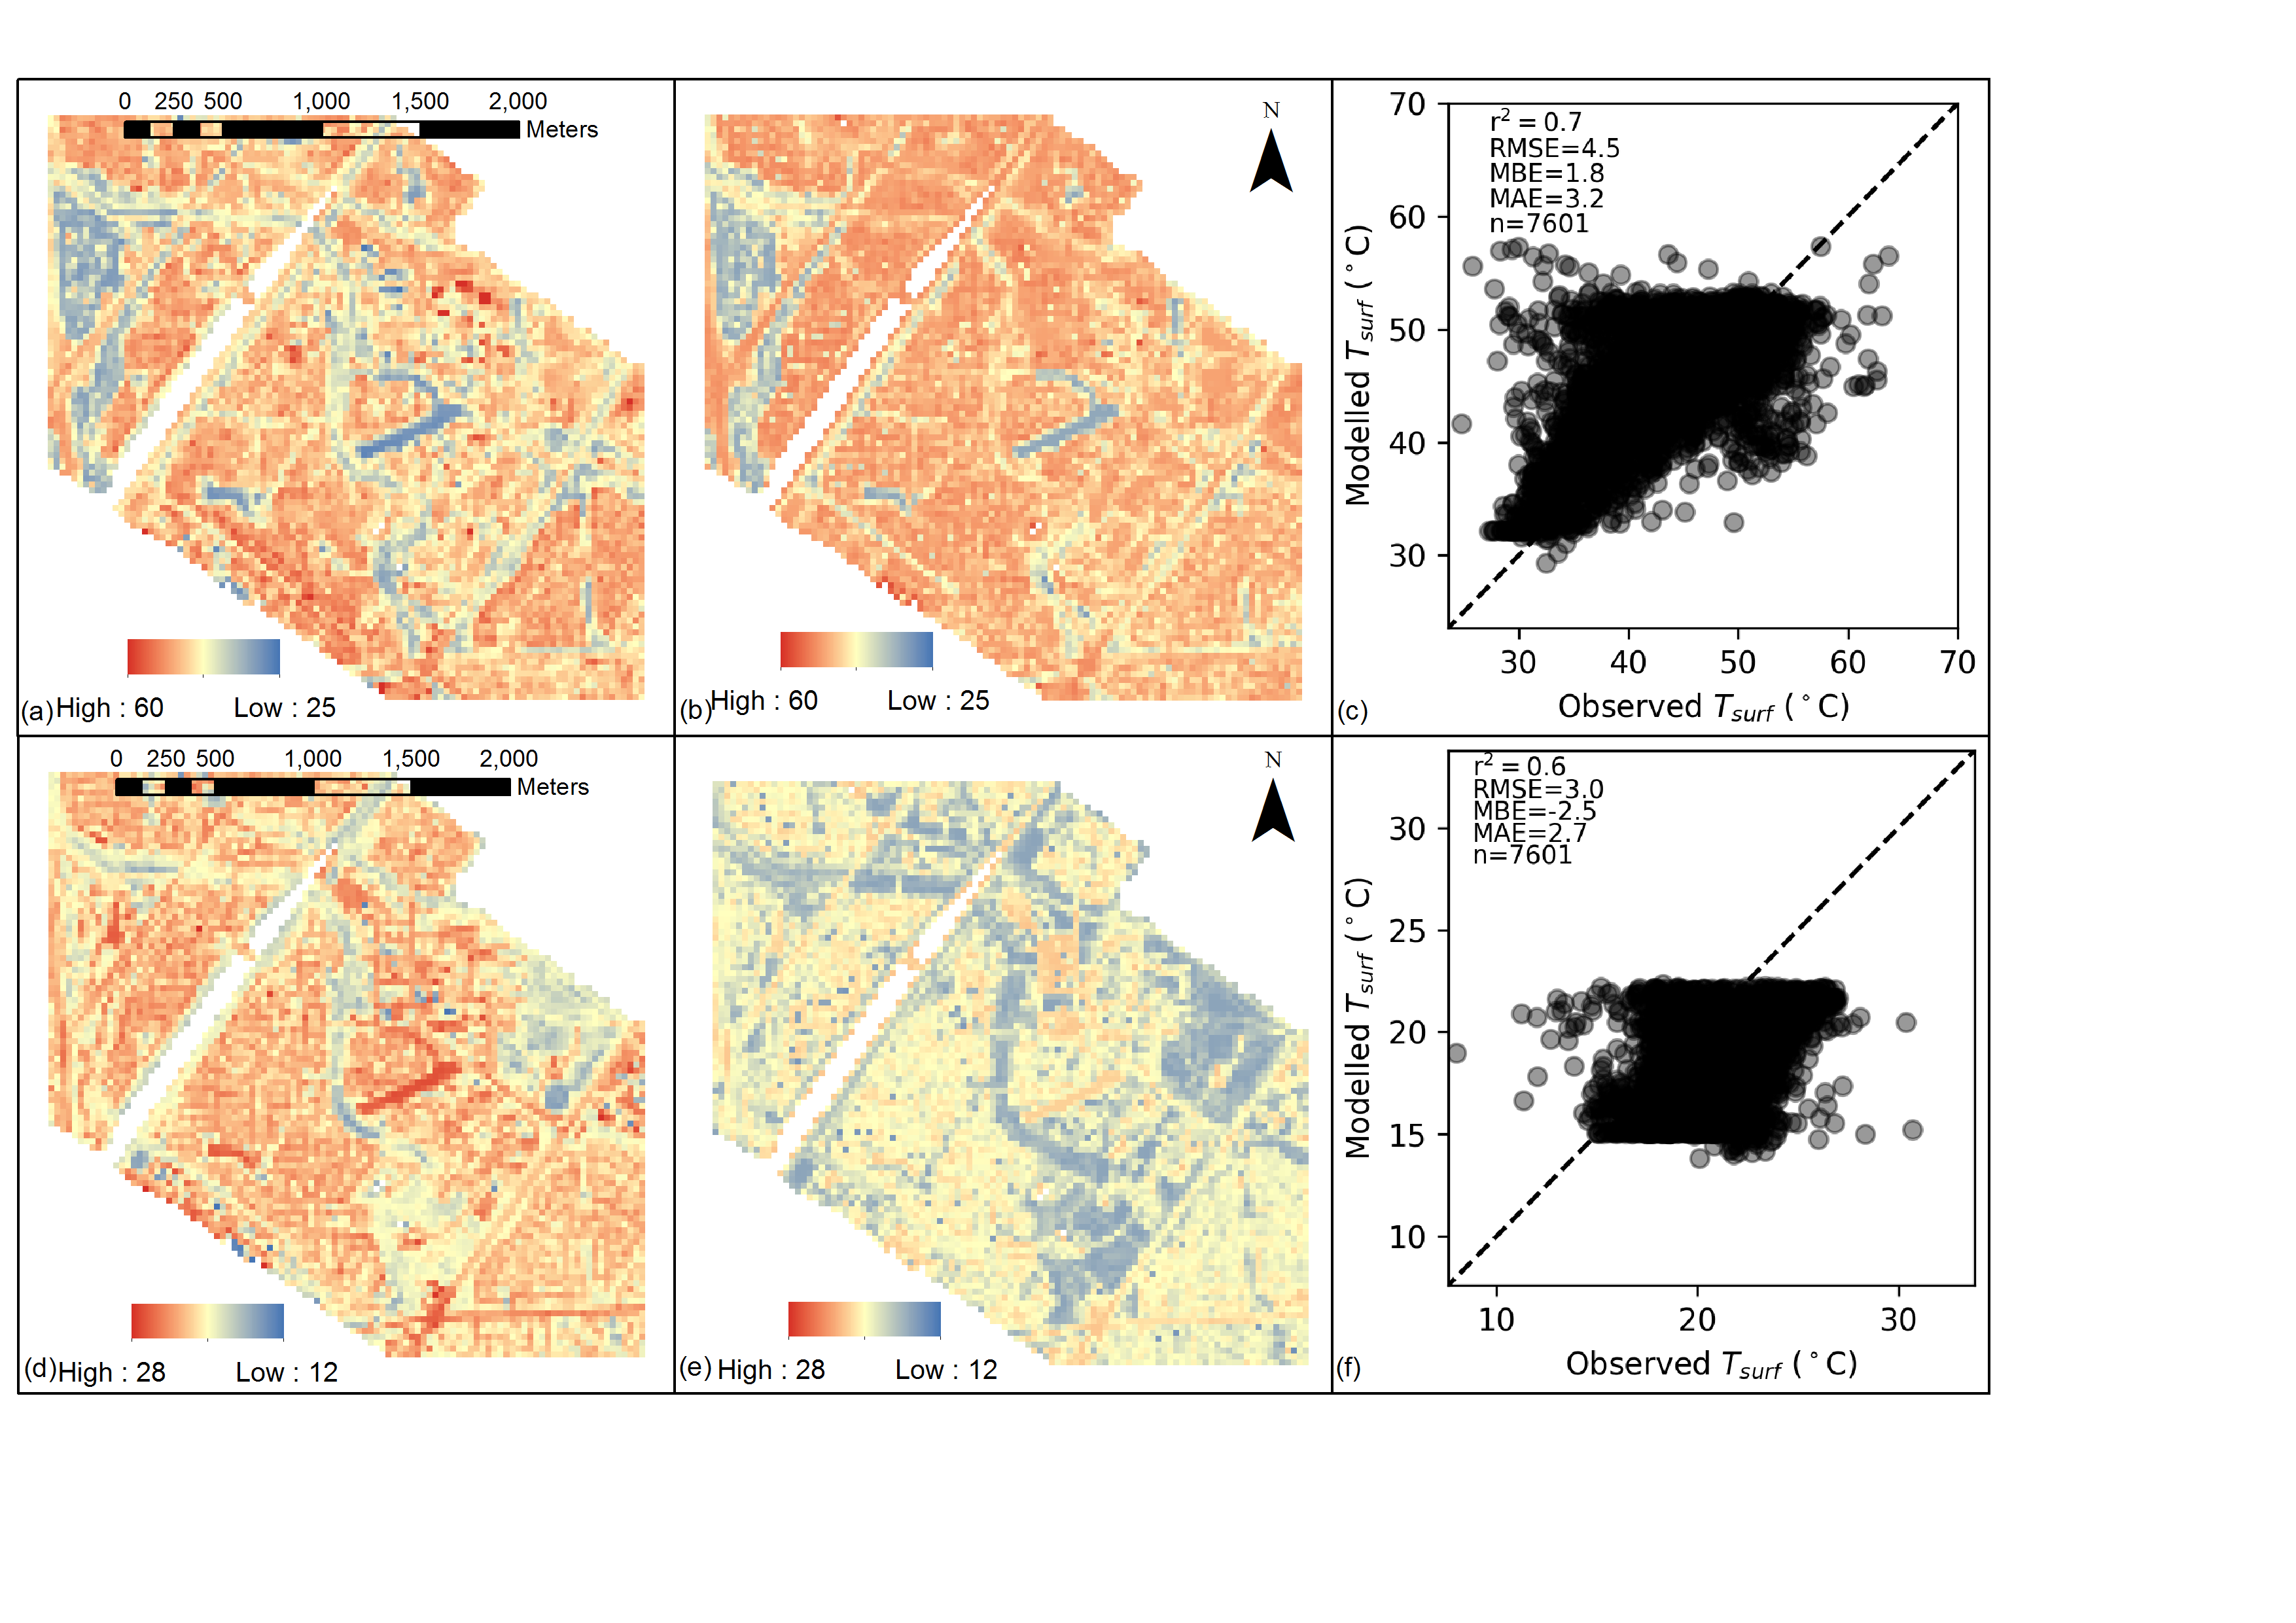 0 250 500 1,000 1,500 2,000
Meters
High : 60 Low : 25
(a)
N
High : 60 Low : 25
(b)
r² = 0.7
RMSE=4.5
MBE=1.8
MAE=3.2
n=7601
70
60
50
40
30
Modelled T_surf (°C)
30 40 50 60 70
Observed T_surf (°C)
(c)
0 250 500 1,000 1,500 2,000
Meters
High : 28 Low : 12
(d)
N
High : 28 Low : 12
(e)
r² = 0.6
RMSE=3.0
MBE=-2.5
MAE=2.7
n=7601
30
25
20
15
10
Modelled T_surf (°C)
10 20 30
Observed T_surf (°C)
(f)